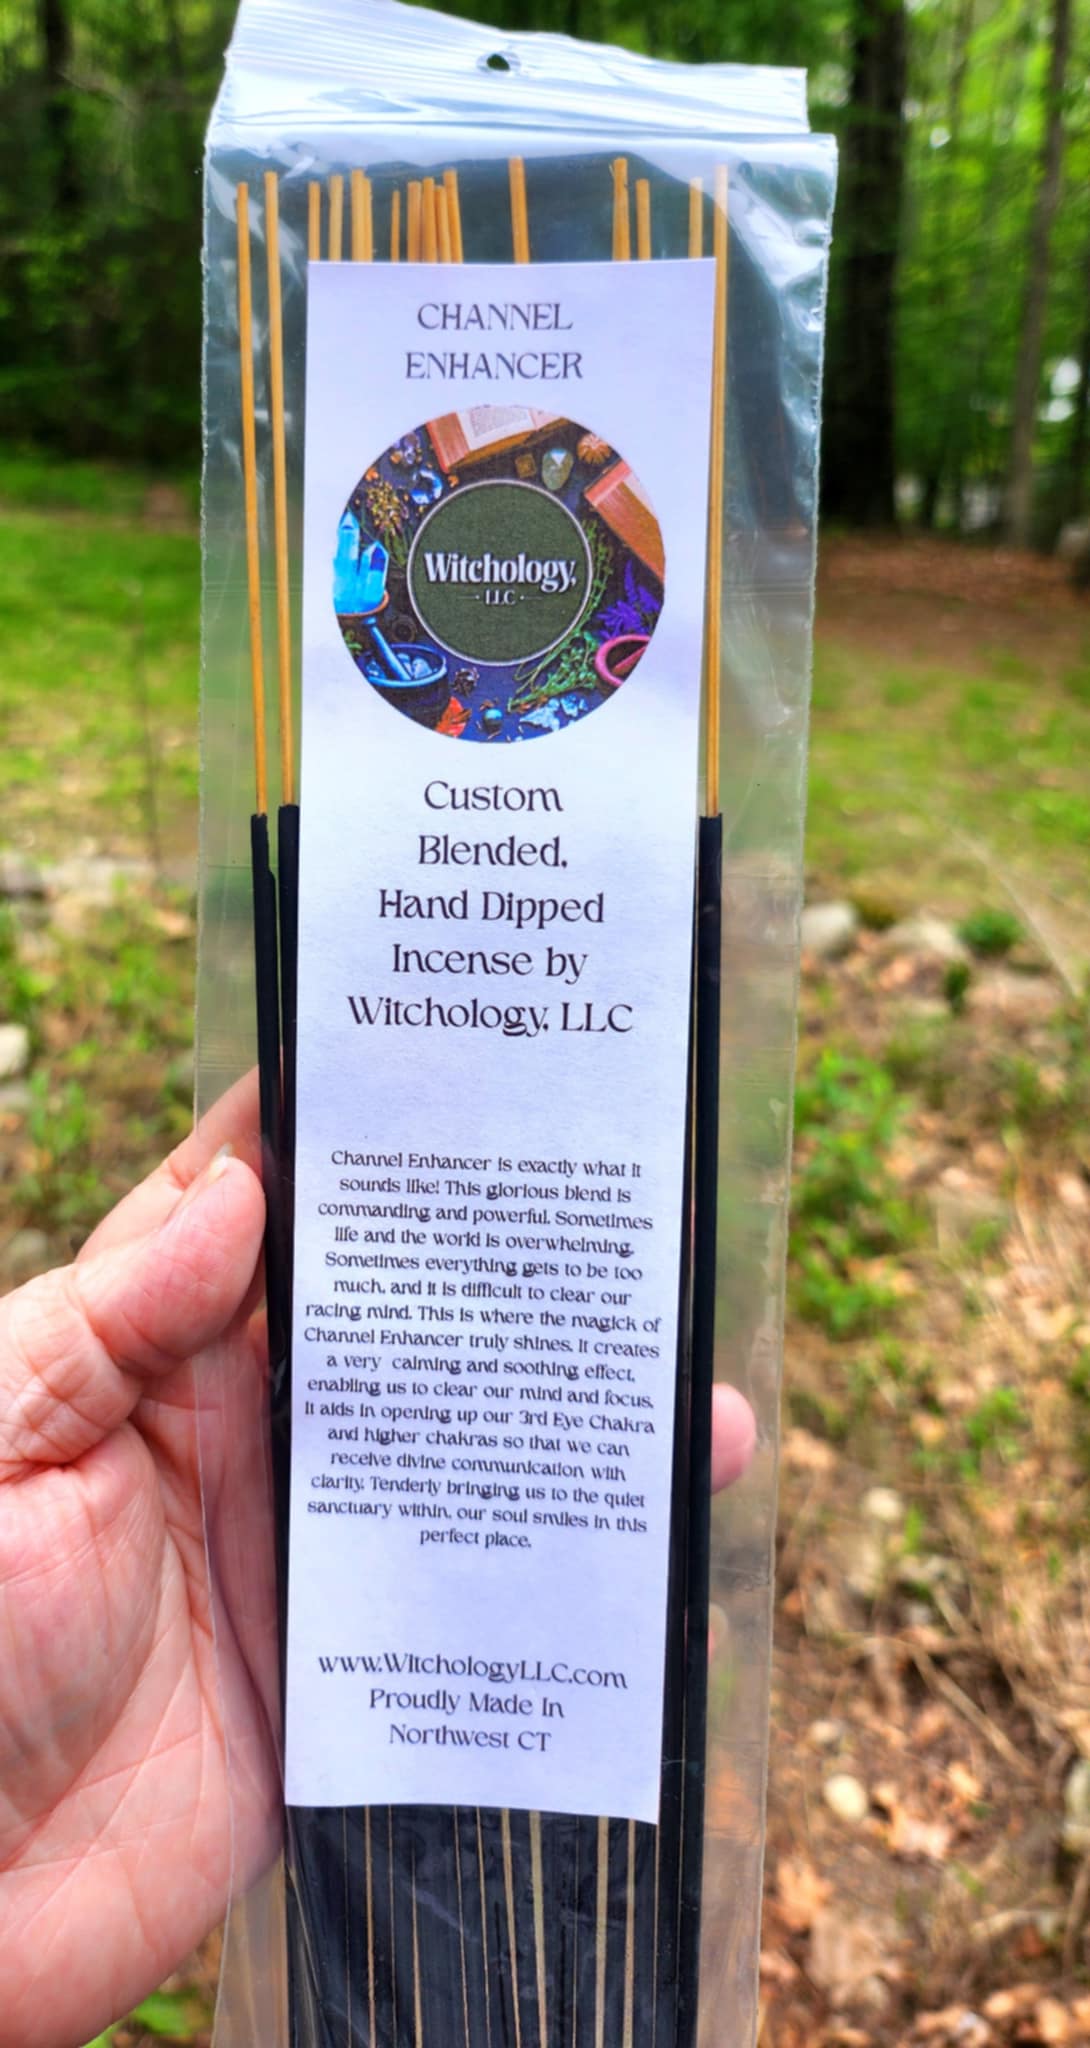 CHANNEL
ENHANCER
Witchology,
LLC
Custom
Blended,
Hand Dipped
Incense by
Witchology, LLC
Channel Enhancer is exactly what it
sounds like! This glorious blend is
commanding and powerful. Sometimes
life and the world is overwhelming.
Sometimes everything gets to be too
much, and it is difficult to clear our
racing mind. This is where the magick of
Channel Enhancer truly shines. It creates
a very calming and soothing effect,
enabling us to clear our mind and focus.
It aids in opening up our 3rd Eye Chakra
and higher chakras so that we can
receive divine communication with
clarity. Tenderly bringing us to the quiet
sanctuary within, our soul smiles in this
perfect place.
www.WitchologyLLC.com
Proudly Made In
Northwest CT